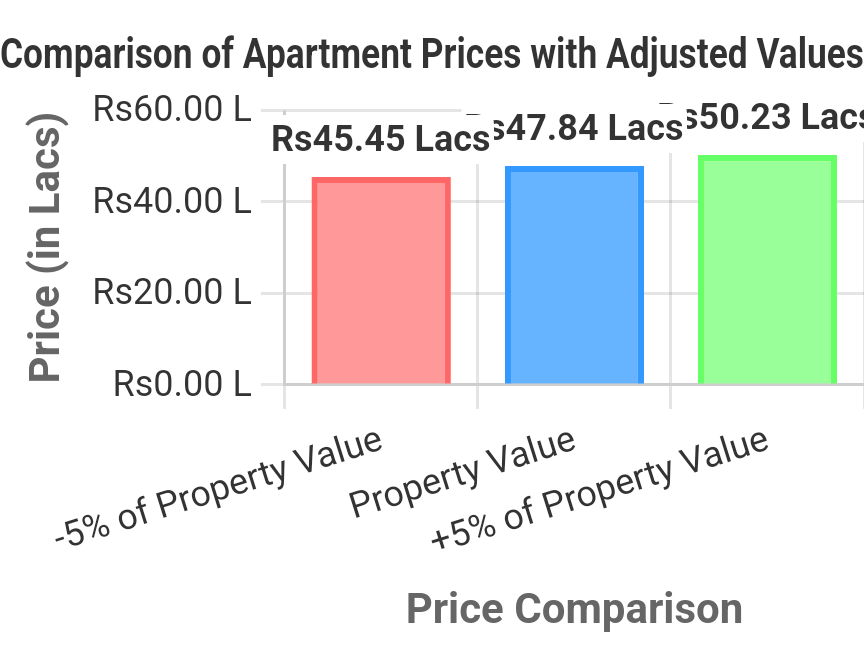 Comparison of Apartment Prices with Adjusted Values
Rs60.00 L
Rs45.45 Lacs
s47.84 Lacs
s50.23 Lacs
Rs40.00 L
Rs20.00 L
Rs0.00 L
Price (in Lacs)
-5% of Property Value
Property Value
+5% of Property Value
Price Comparison